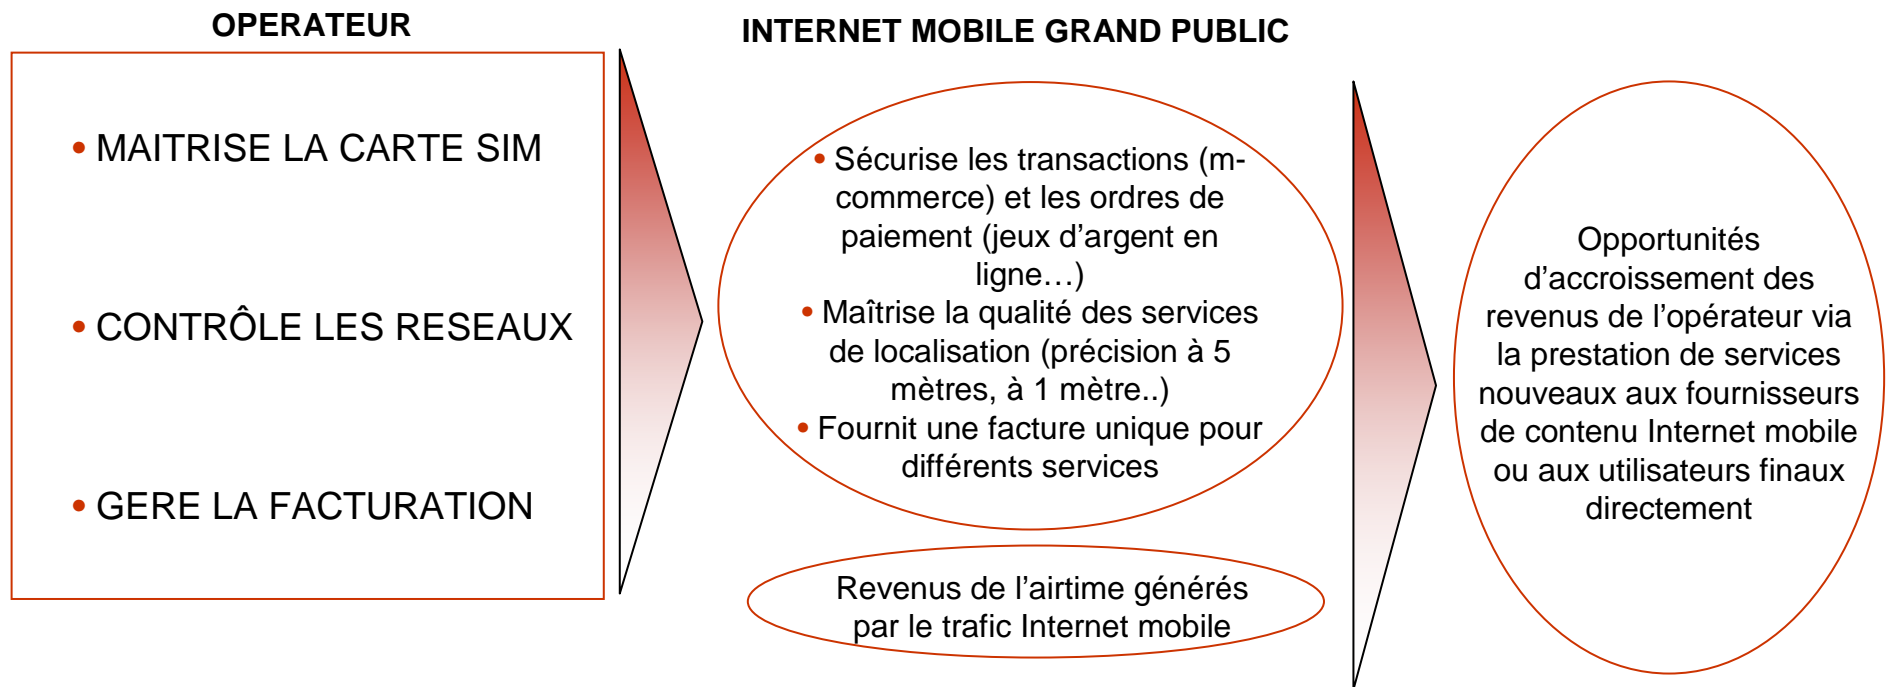 OPERATEUR
• MAITRISE LA CARTE SIM
• CONTRÔLE LES RESEAUX
• GERE LA FACTURATION
INTERNET MOBILE GRAND PUBLIC
• Sécurise les transactions (m-
commerce) et les ordres de
paiement (jeux d’argent en
ligne…)
• Maîtrise la qualité des services
de localisation (précision à 5
mètres, à 1 mètre..)
• Fournit une facture unique pour
différents services
Revenus de l’airtime générés
par le trafic Internet mobile
Opportunités
d’accroissement des
revenus de l’opérateur via
la prestation de services
nouveaux aux fournisseurs
de contenu Internet mobile
ou aux utilisateurs finaux
directement